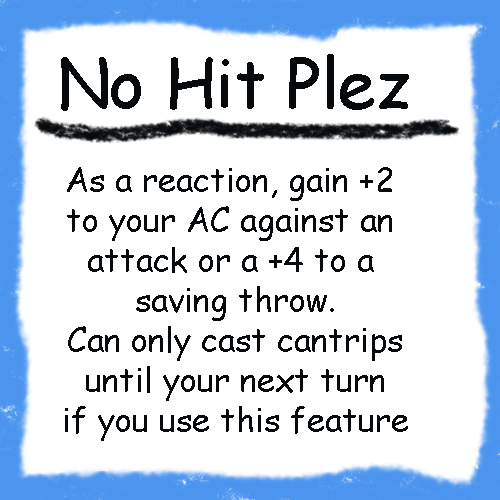 No Hit Plez
As a reaction, gain +2
to your AC against an
attack or a +4 to a
saving throw.
Can only cast cantrips
until your next turn
if you use this feature